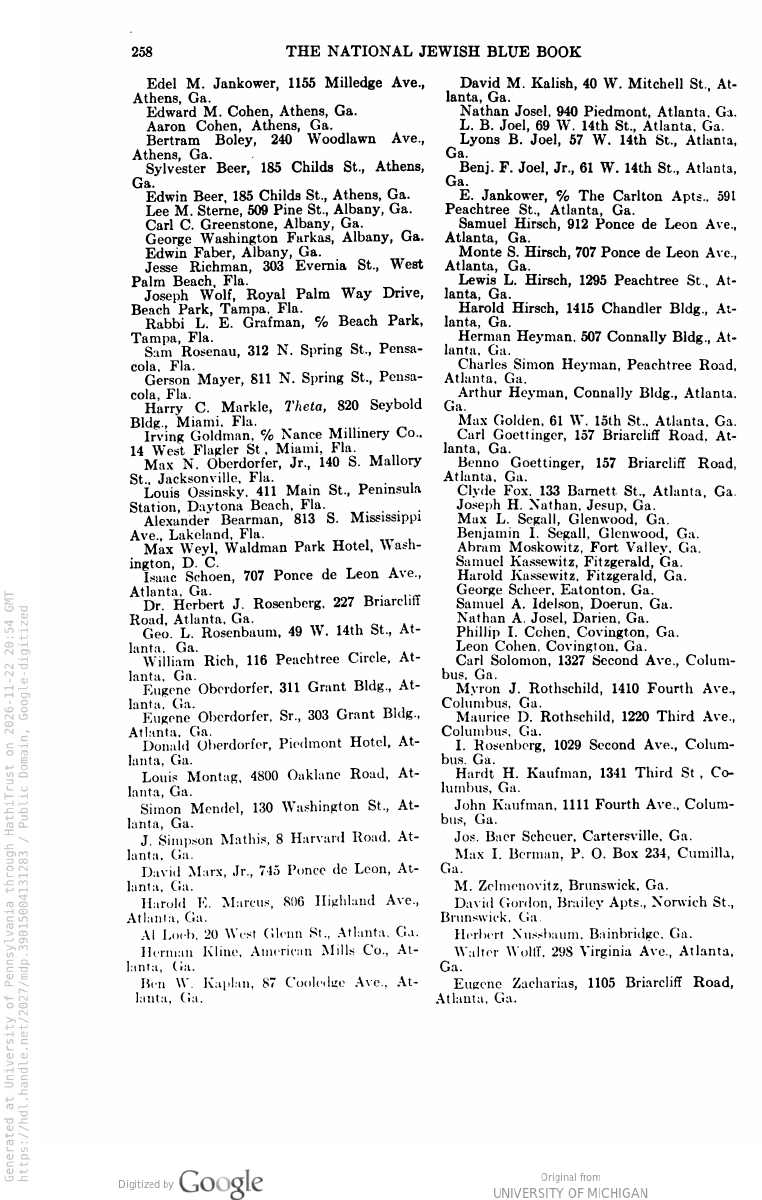 258 THE NATIONAL JEWISH BLUE BOOK
Edel M. Jankower, 1155 Milledge Ave.,
Athens, Ga.
Edward M. Cohen, Athens, Ga.
Aaron Cohen, Athens, Ga.
Bertram Boley, 240 Woodlawn Ave.,
Athens, Ga.
Sylvester Beer, 185 Childs St., Athens,
Ga.
Edwin Beer, 185 Childs St., Athens, Ga.
Lee M. Sterne, 509 Pine St., Albany, Ga.
Carl C. Greenstone, Albany, Ga.
George Washington Farkas, Albany, Ga.
Edwin Faber, Albany, Ga.
Jesse Richman, 303 Evernia St., West
Palm Beach, Fla.
Joseph Wolf, Royal Palm Way Drive,
Beach Park, Tampa, Fla.
Rabbi L. E. Grafman, % Beach Park,
Tampa, Fla.
Sam Rosenau, 312 N. Spring St., Pensa-
cola, Fla.
Gerson Mayer, 811 N. Spring St., Pensa-
cola, Fla.
Harry C. Markle, Theta, 820 Seybold
Bldg., Miami, Fla.
Irving Goldman, % Nance Millinery Co.,
14 West Flagler St., Miami, Fla.
Max N. Oberdorfer, Jr., 140 S. Mallory
St., Jacksonville, Fla.
Louis Ossinsky, 411 Main St., Peninsula
Station, Daytona Beach, Fla.
Alexander Bearman, 813 S. Mississippi
Ave., Lakeland, Fla.
Max Weyl, Waldman Park Hotel, Wash-
ington, D. C.
Isaac Schoen, 707 Ponce de Leon Ave.,
Atlanta, Ga.
Dr. Herbert J. Rosenberg, 227 Briarcliff
Road, Atlanta, Ga.
Geo. L. Rosenbaum, 49 W. 14th St., At-
lanta, Ga.
William Rich, 116 Peachtree Circle, At-
lanta, Ga.
Eugene Oberdorfer, 311 Grant Bldg., At-
lanta, Ga.
Eugene Oberdorfer, Sr., 303 Grant Bldg.,
Atlanta, Ga.
Donald Oberdorfer, Piedmont Hotel, At-
lanta, Ga.
Louis Montag, 4800 Oaklane Road, At-
lanta, Ga.
Simon Mendel, 130 Washington St., At-
lanta, Ga.
J. Simpson Mathis, 8 Harvard Road, At-
lanta, Ga.
David Marx, Jr., 745 Ponce de Leon, At-
lanta, Ga.
Harold E. Marcus, 806 Highland Ave.,
Atlanta, Ga.
Al Loeb, 20 West Glenn St., Atlanta, Ga.
Herman Kline, American Mills Co., At-
lanta, Ga.
Ben W. Kaplan, 87 Cooledge Ave., At-
lanta, Ga.
David M. Kalish, 40 W. Mitchell St., At-
lanta, Ga.
Nathan Josel, 940 Piedmont, Atlanta, Ga.
L. B. Joel, 69 W. 14th St., Atlanta, Ga.
Lyons B. Joel, 57 W. 14th St., Atlanta,
Ga.
Benj. F. Joel, Jr., 61 W. 14th St., Atlanta,
Ga.
E. Jankower, % The Carlton Apts., 591
Peachtree St., Atlanta, Ga.
Samuel Hirsch, 912 Ponce de Leon Ave.,
Atlanta, Ga.
Monte S. Hirsch, 707 Ponce de Leon Ave.,
Atlanta, Ga.
Lewis L. Hirsch, 1295 Peachtree St., At-
lanta, Ga.
Harold Hirsch, 1415 Chandler Bldg., At-
lanta, Ga.
Herman Heyman, 507 Connally Bldg., At-
lanta, Ga.
Charles Simon Heyman, Peachtree Road,
Atlanta, Ga.
Arthur Heyman, Connally Bldg., Atlanta,
Ga.
Max Golden, 61 W. 15th St., Atlanta, Ga.
Carl Goettinger, 157 Briarcliff Road, At-
lanta, Ga.
Benno Goettinger, 157 Briarcliff Road,
Atlanta, Ga.
Clyde Fox, 133 Barnett St., Atlanta, Ga.
Joseph H. Nathan, Jesup, Ga.
Max L. Segall, Glenwood, Ga.
Benjamin I. Segall, Glenwood, Ga.
Abram Moskowitz, Fort Valley, Ga.
Samuel Kassewitz, Fitzgerald, Ga.
Harold Kassewitz, Fitzgerald, Ga.
George Scheer, Eatonton, Ga.
Samuel A. Idelson, Doerun, Ga.
Nathan A. Josel, Darien, Ga.
Phillip I. Cohen, Covington, Ga.
Leon Cohen, Covington, Ga.
Carl Solomon, 1327 Second Ave., Colum-
bus, Ga.
Myron J. Rothschild, 1410 Fourth Ave.,
Columbus, Ga.
Maurice D. Rothschild, 1220 Third Ave.,
Columbus, Ga.
I. Rosenberg, 1029 Second Ave., Colum-
bus, Ga.
Hardt H. Kaufman, 1341 Third St., Co-
lumbus, Ga.
John Kaufman, 1111 Fourth Ave., Colum-
bus, Ga.
Jos. Baer Scheuer, Cartersville, Ga.
Max I. Berman, P. O. Box 234, Cumilla,
Ga.
M. Zelmenovitz, Brunswick, Ga.
David Gordon, Brailey Apts., Norwich St.,
Brunswick, Ga.
Herbert Nussbaum, Bainbridge, Ga.
Walter Wolff, 298 Virginia Ave., Atlanta,
Ga.
Eugene Zacharias, 1105 Briarcliff Road,
Atlanta, Ga.
Generated at University of Pennsylvania through HathiTrust on 2026-11-22 20:54 GMT
https://hdl.handle.net/2027/mdp.39015004131283 / Public Domain, Google-digitized
Digitized by Google
Original from
UNIVERSITY OF MICHIGAN